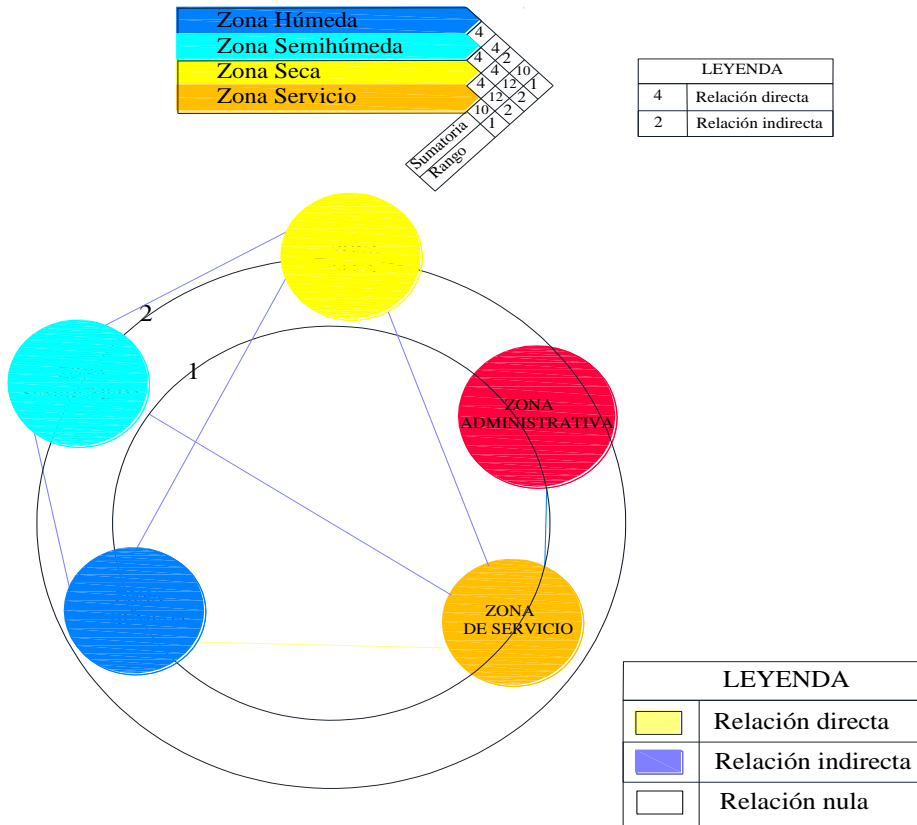 Zona Húmeda
Zona Semihúmeda
Zona Seca
Zona Servicio
4
4
4
4
2
4
10
12
12
10
1
2
2
1
Sumatoria
Rango
LEYENDA
4 Relación directa
2 Relación indirecta
2
1
ZONA
ADMINISTRATIVA
ZONA
DE SERVICIO
LEYENDA
Relación directa
Relación indirecta
Relación nula